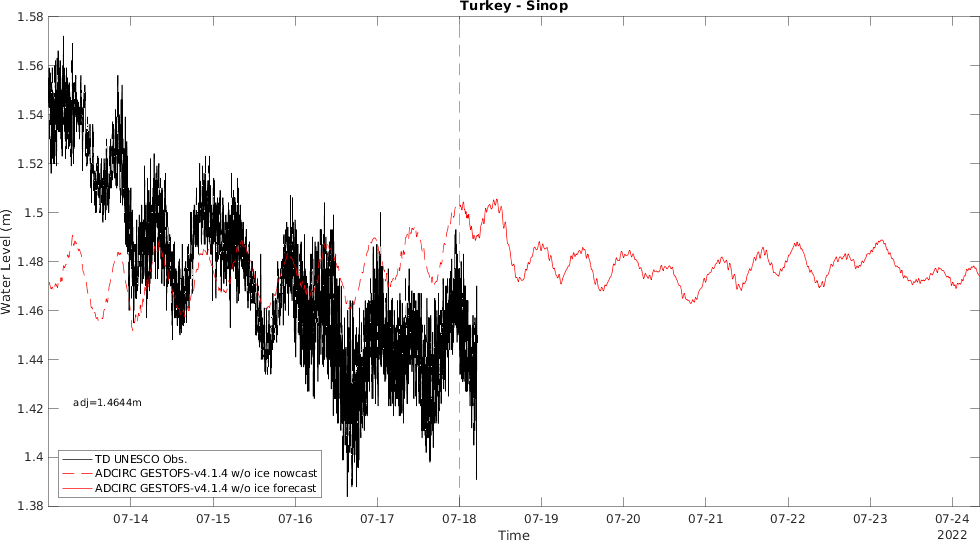 Turkey - Sinop
1.58
1.56
1.54
1.52
1.5
1.48
1.46
1.44
1.42
1.4
1.38
Water Level (m)
adj=1.4644m
TD UNESCO Obs.
ADCIRC GESTOFS-v4.1.4 w/o ice nowcast
ADCIRC GESTOFS-v4.1.4 w/o ice forecast
07-14 07-15 07-16 07-17 07-18 07-19 07-20 07-21 07-22 07-23 07-24
Time
2022